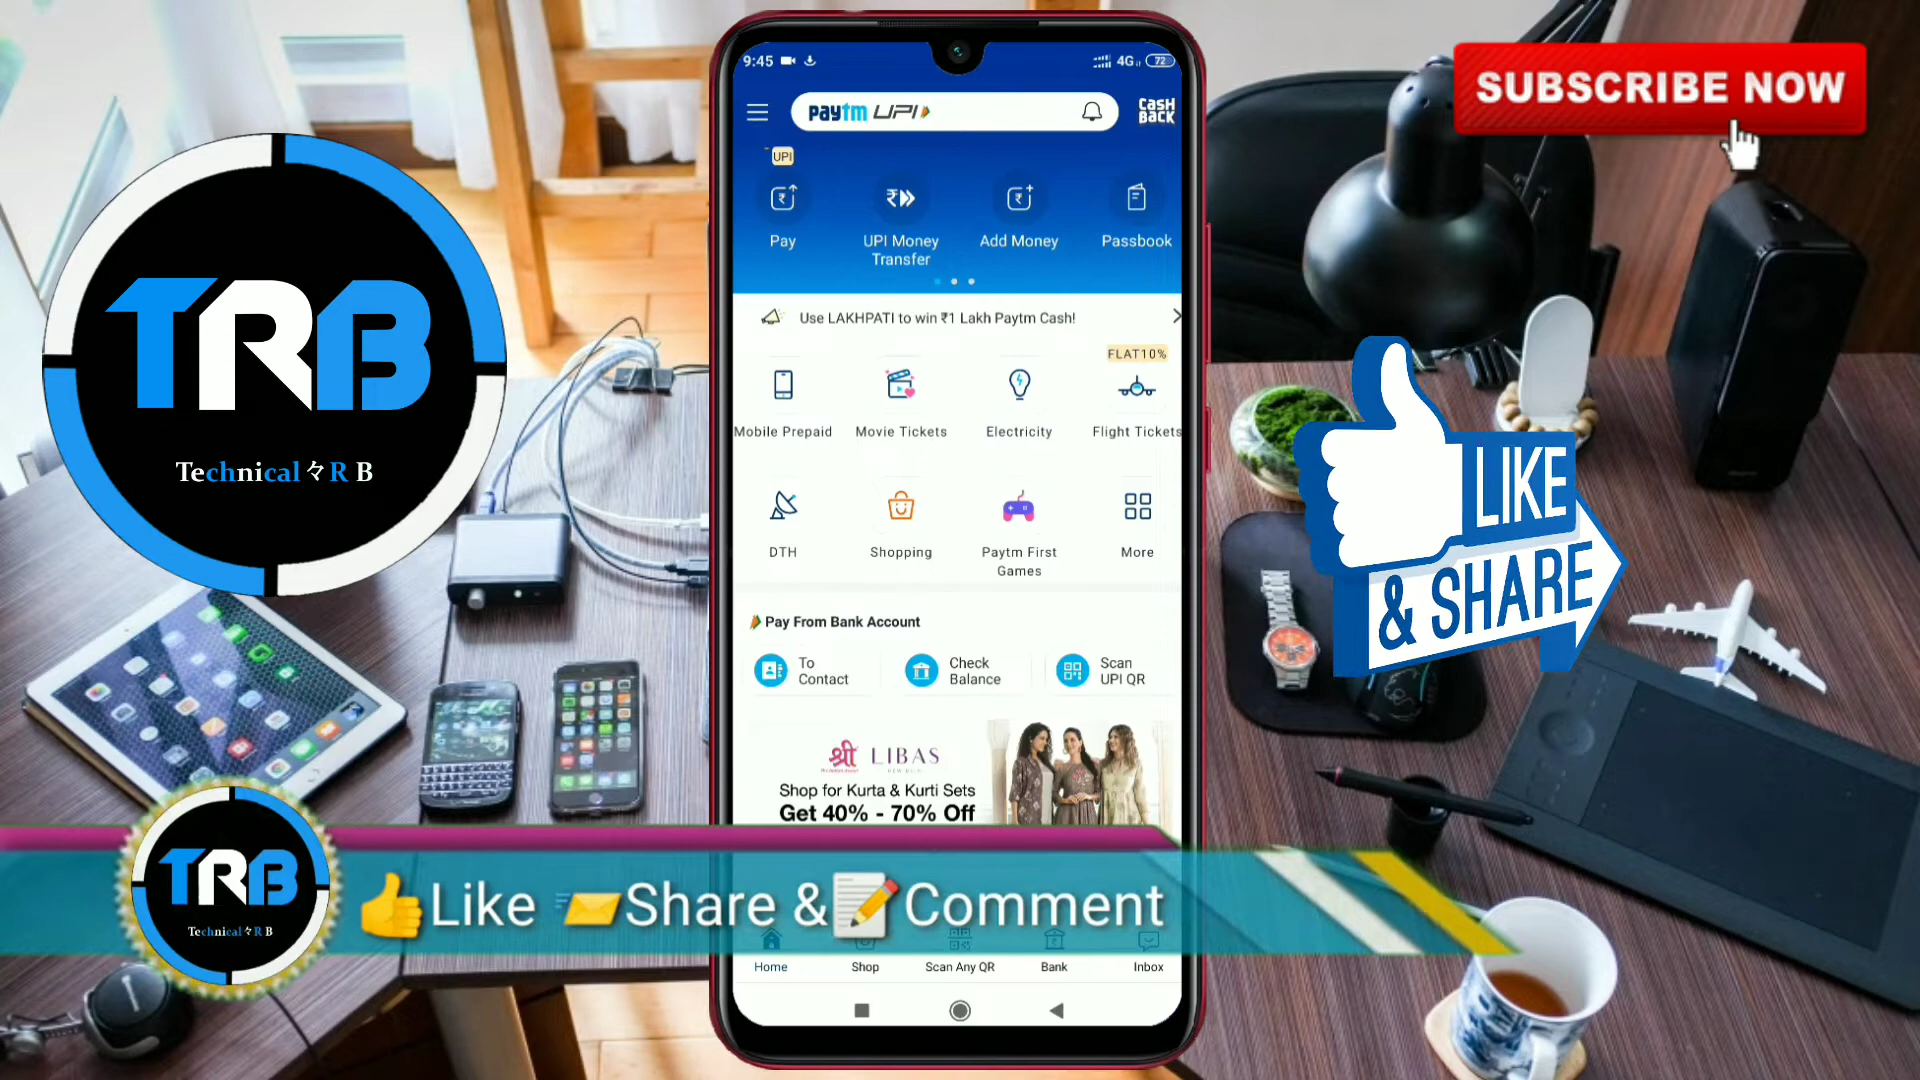 SUBSCRIBE NOW
TRB
Technical々R B
9:45
4G
72
paytm UPI
CASH
BACK
UPI
Pay
UPI Money
Transfer
Add Money
Passbook
Use LAKHPATI to win ₹1 Lakh Paytm Cash!
FLAT10%
Mobile Prepaid
Movie Tickets
Electricity
Flight Tickets
DTH
Shopping
Paytm First
Games
More
LIKE
& SHARE
Pay From Bank Account
To
Contact
Check
Balance
Scan
UPI QR
श्री LIBAS
Shop for Kurta & Kurti Sets
Get 40% - 70% Off
TRB
Technical々R B
👍Like 📨Share &📝Comment
Home
Shop
Scan Any QR
Bank
Inbox